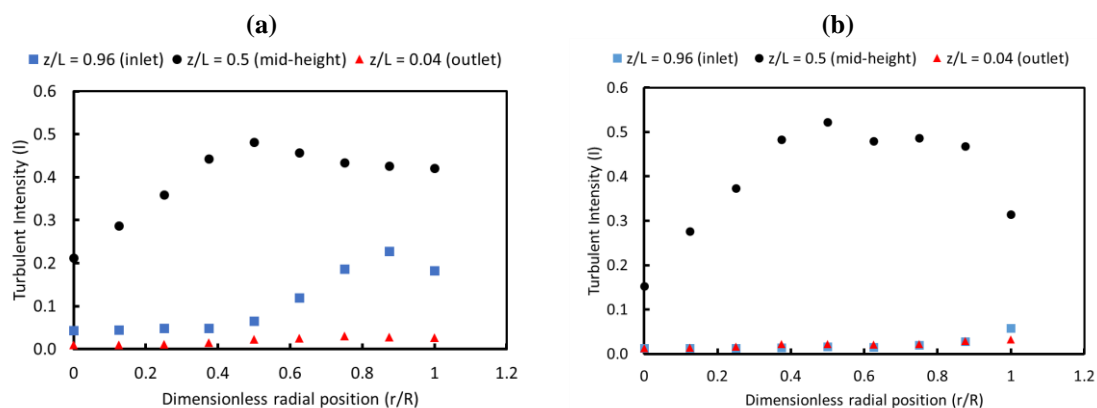 (a)
z/L = 0.96 (inlet) z/L = 0.5 (mid-height) z/L = 0.04 (outlet)
0.6
0.5
0.4
0.3
0.2
0.1
0.0
Turbulent Intensity (I)
0 0.2 0.4 0.6 0.8 1 1.2
Dimensionless radial position (r/R)
(b)
z/L = 0.96 (inlet) z/L = 0.5 (mid-height) z/L = 0.04 (outlet)
0.6
0.5
0.4
0.3
0.2
0.1
0.0
Turbulent Intensity (I)
0 0.2 0.4 0.6 0.8 1 1.2
Dimensionless radial position (r/R)